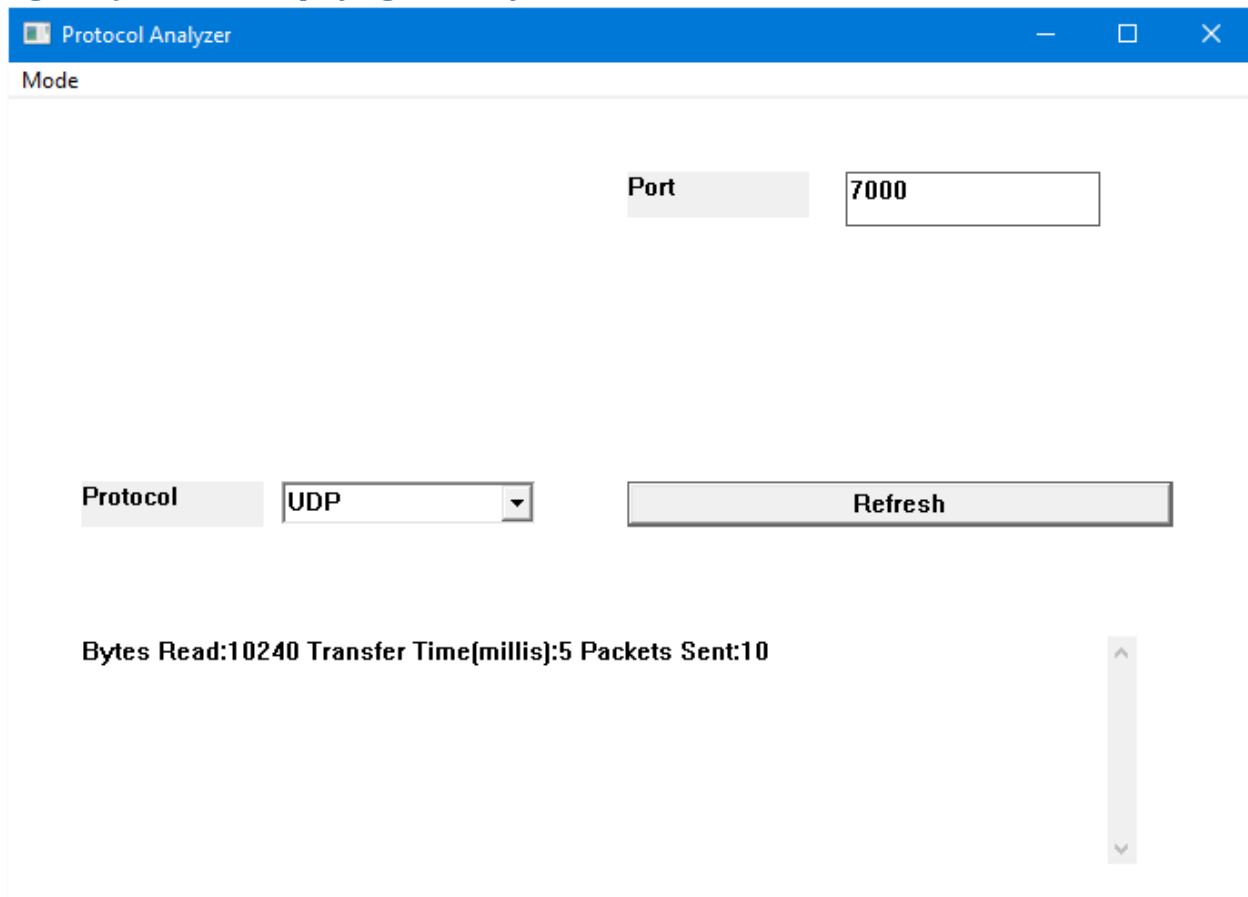 Protocol Analyzer
Mode
Port 7000
Protocol UDP Refresh
Bytes Read:10240 Transfer Time(millis):5 Packets Sent:10